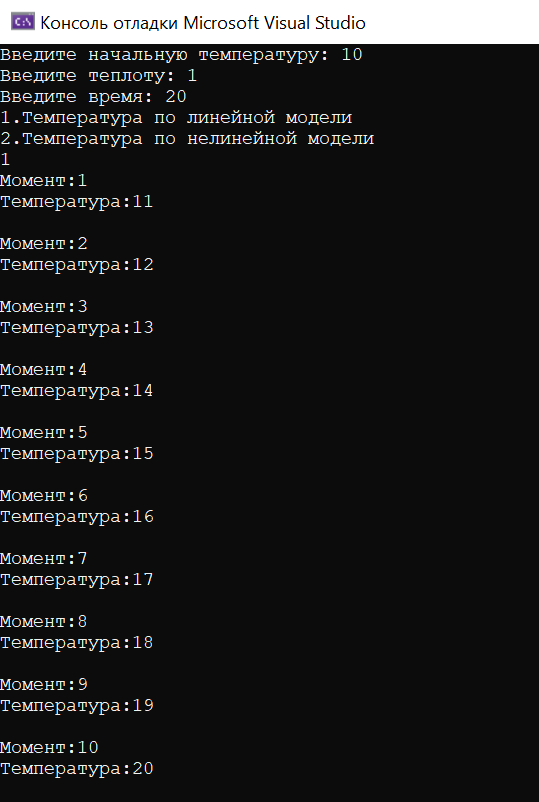 Консоль отладки Microsoft Visual Studio
Введите начальную температуру: 10
Введите теплоту: 1
Введите время: 20
1.Температура по линейной модели
2.Температура по нелинейной модели
1
Момент:1
Температура:11
Момент:2
Температура:12
Момент:3
Температура:13
Момент:4
Температура:14
Момент:5
Температура:15
Момент:6
Температура:16
Момент:7
Температура:17
Момент:8
Температура:18
Момент:9
Температура:19
Момент:10
Температура:20